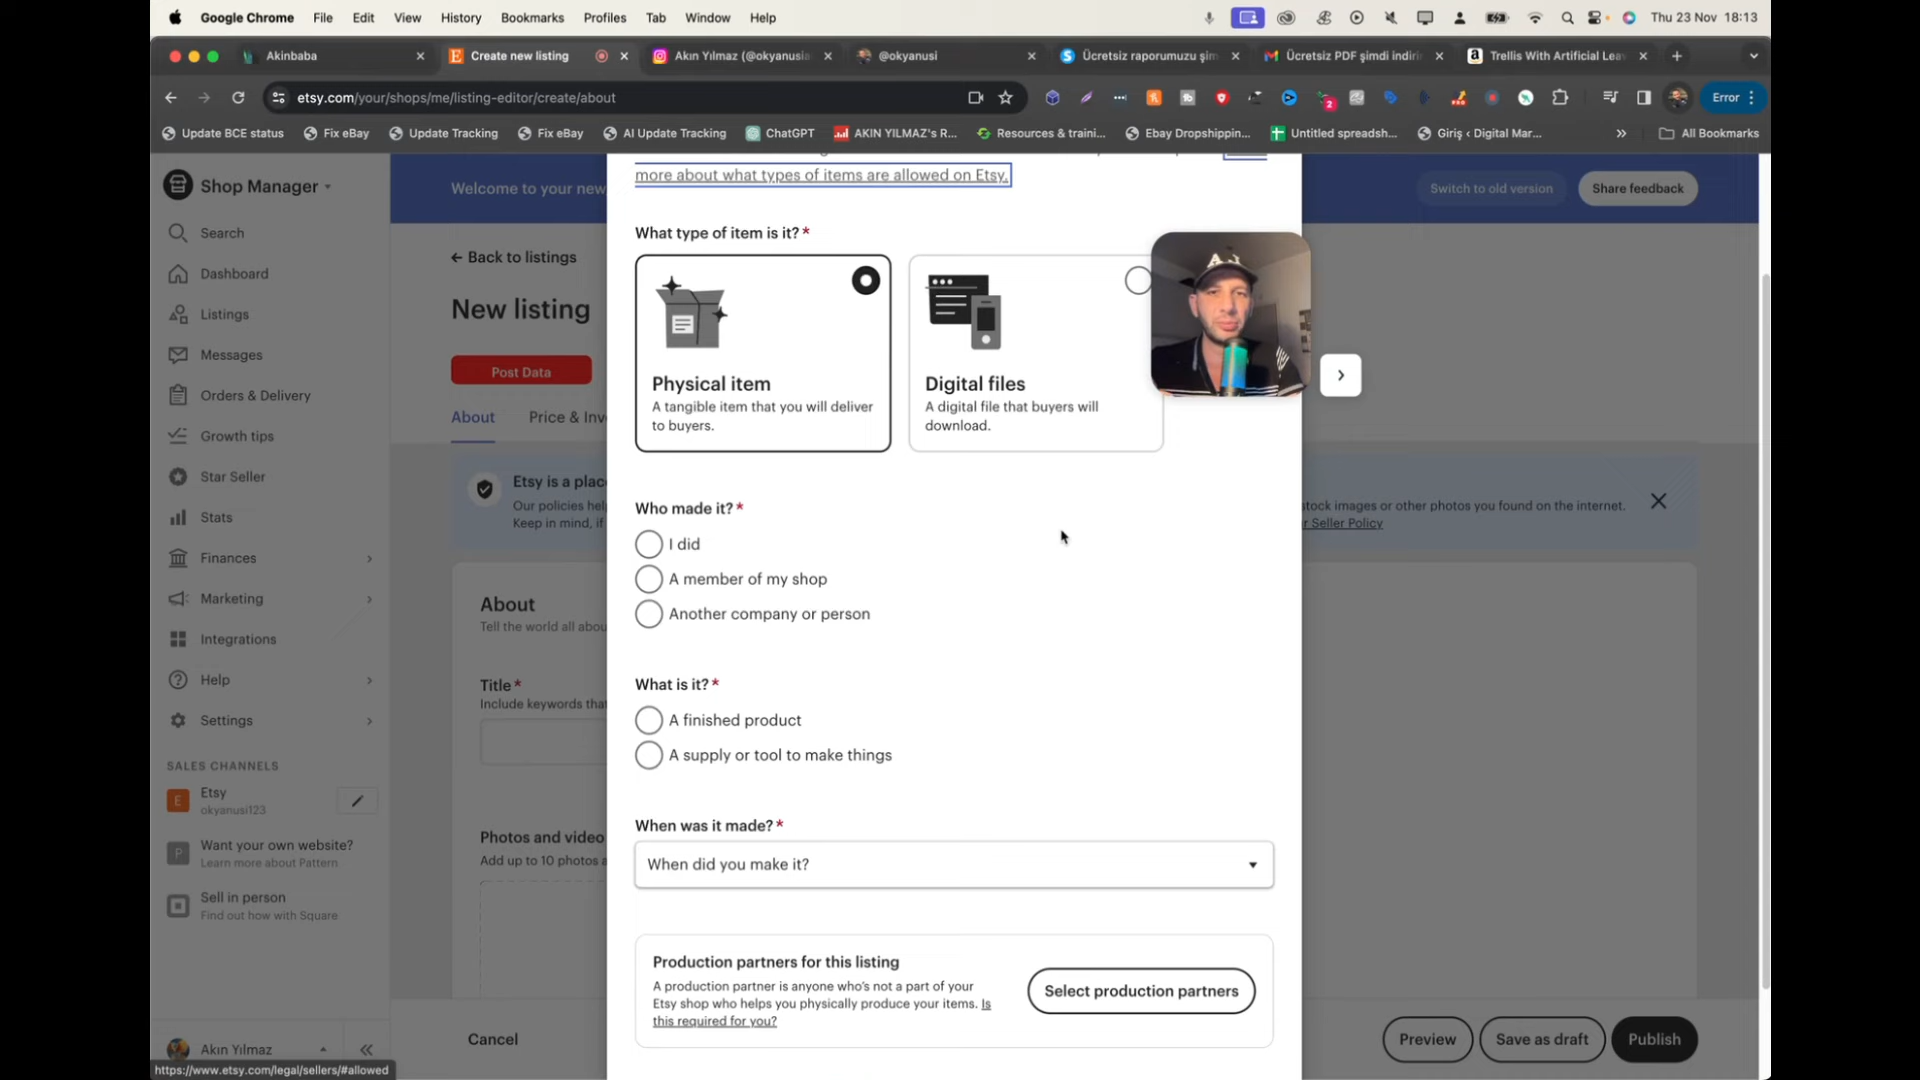 Google Chrome File Edit View History Bookmarks Profiles Tab Window Help Thu 23 Nov 18:13
Akinbaba Create new listing Akın Yılmaz (@okyanusia @okyanusi Ücretsiz raporumuzu şim Ücretsiz PDF şimdi indirin Trellis With Artificial Leav
etsy.com/your/shops/me/listing-editor/create/about 2 Error
Update BCE status Fix eBay Update Tracking Fix eBay AI Update Tracking ChatGPT AKIN YILMAZ's R... Resources & traini... Ebay Dropshippin... Untitled spreadsh... Giriş ‹ Digital Mar... » All Bookmarks
Shop Manager
Search
Dashboard
Listings
Messages
Orders & Delivery
Growth tips
Star Seller
Stats
Finances
Marketing
Integrations
Help
Settings
SALES CHANNELS
E Etsy
okyanusi123
P Want your own website?
Learn more about Pattern
Sell in person
Find out how with Square
Akın Yılmaz
https://www.etsy.com/legal/sellers/#allowed
Welcome to your new
Switch to old version Share feedback
← Back to listings
New listing
Post Data
About Price & Inv
Etsy is a plac
Our policies help
Keep in mind, if
stock images or other photos you found on the internet.
r Seller Policy
About
Tell the world all abou
Title *
Include keywords that
Photos and video
Add up to 10 photos a
Cancel Preview Save as draft Publish
more about what types of items are allowed on Etsy.
What type of item is it? *
Physical item
A tangible item that you will deliver
to buyers.
Digital files
A digital file that buyers will
download.
A.J
Who made it? *
I did
A member of my shop
Another company or person
What is it? *
A finished product
A supply or tool to make things
When was it made? *
When did you make it?
Production partners for this listing
A production partner is anyone who's not a part of your
Etsy shop who helps you physically produce your items. Is
this required for you?
Select production partners